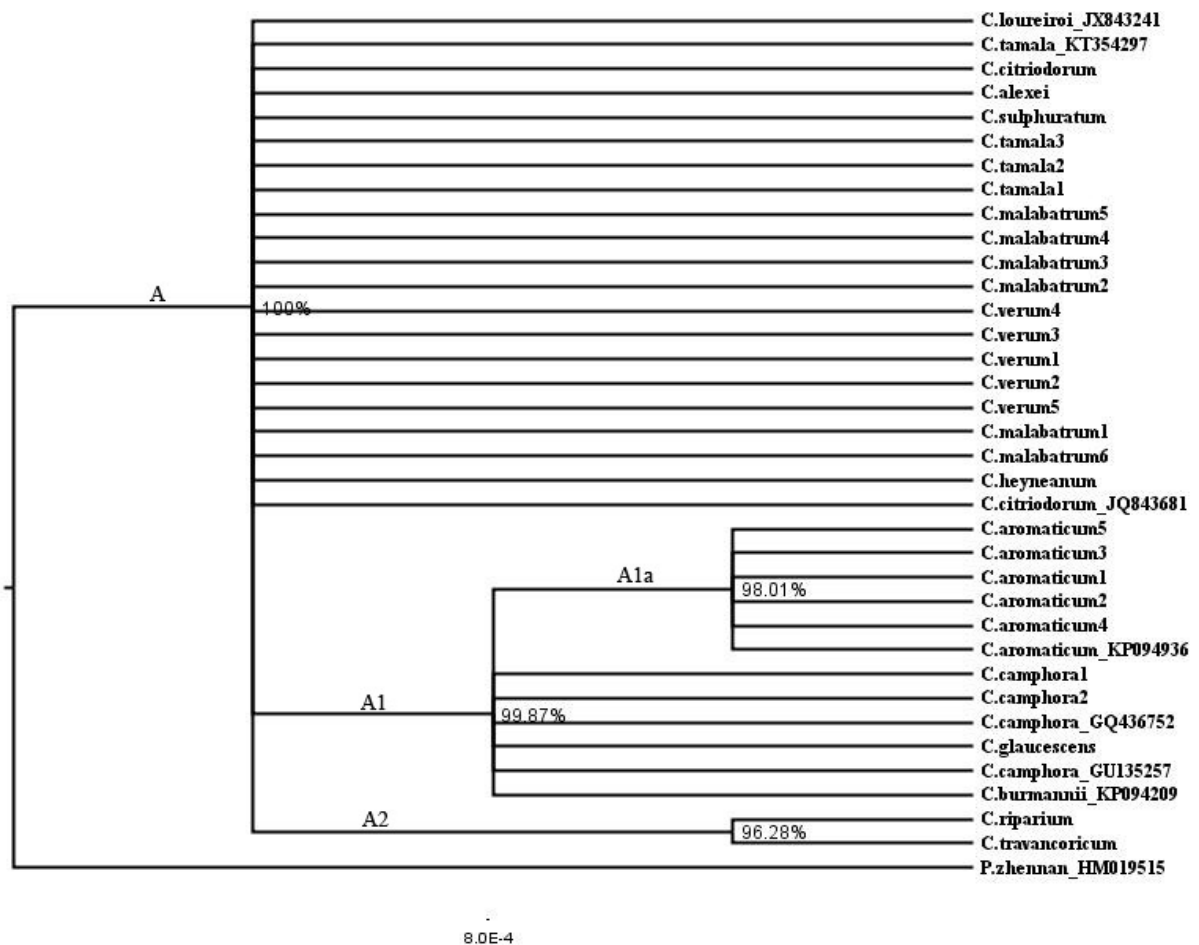 C.loureiroi_JX843241
C.tamala_KT354297
C.citriodorum
C.alexei
C.sulphuratum
C.tamala3
C.tamala2
C.tamala1
C.malabatrum5
C.malabatrum4
C.malabatrum3
C.malabatrum2
A
100%
C.verum4
C.verum3
C.verum1
C.verum2
C.verum5
C.malabatrum1
C.malabatrum6
C.heyneanum
C.citriodorum_JQ843681
C.aromaticum5
C.aromaticum3
A1a
C.aromaticum1
98.01%
C.aromaticum2
C.aromaticum4
C.aromaticum_KP094936
C.camphora1
C.camphora2
A1
99.87%
C.camphora_GQ436752
C.glaucescens
C.camphora_GU135257
C.burmannii_KP094209
C.riparium
A2
96.28%
C.travancoricum
P.zhennan_HM019515
8.0E-4